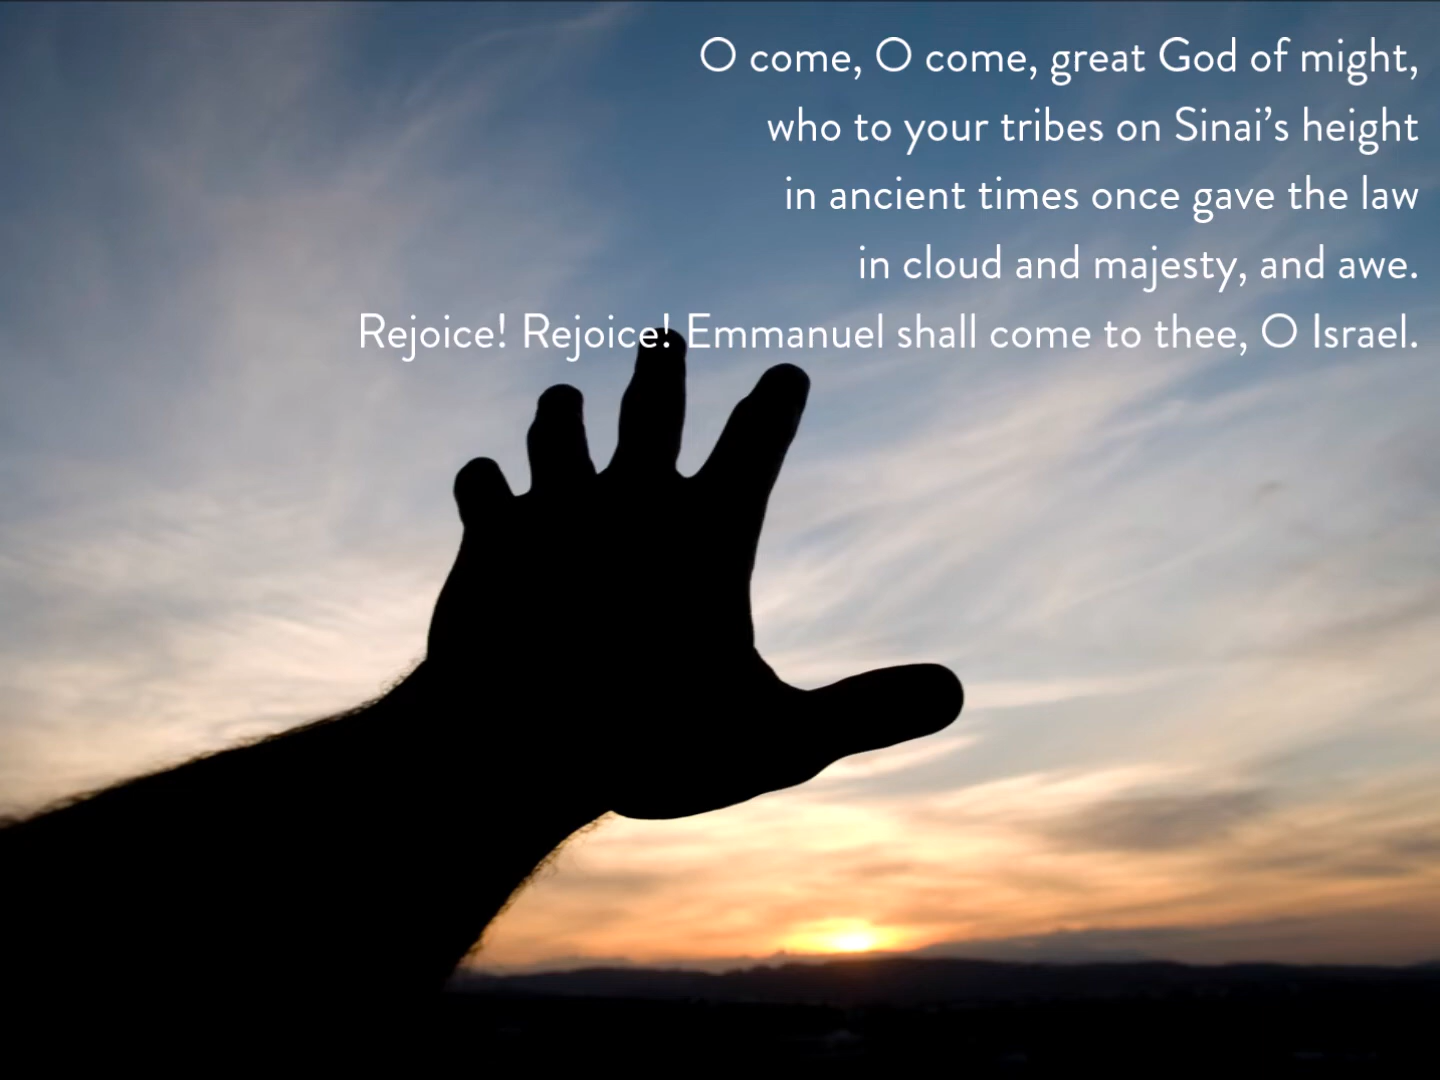 O come, O come, great God of might,
who to your tribes on Sinai’s height
in ancient times once gave the law
in cloud and majesty, and awe.
Rejoice! Rejoice! Emmanuel shall come to thee, O Israel.